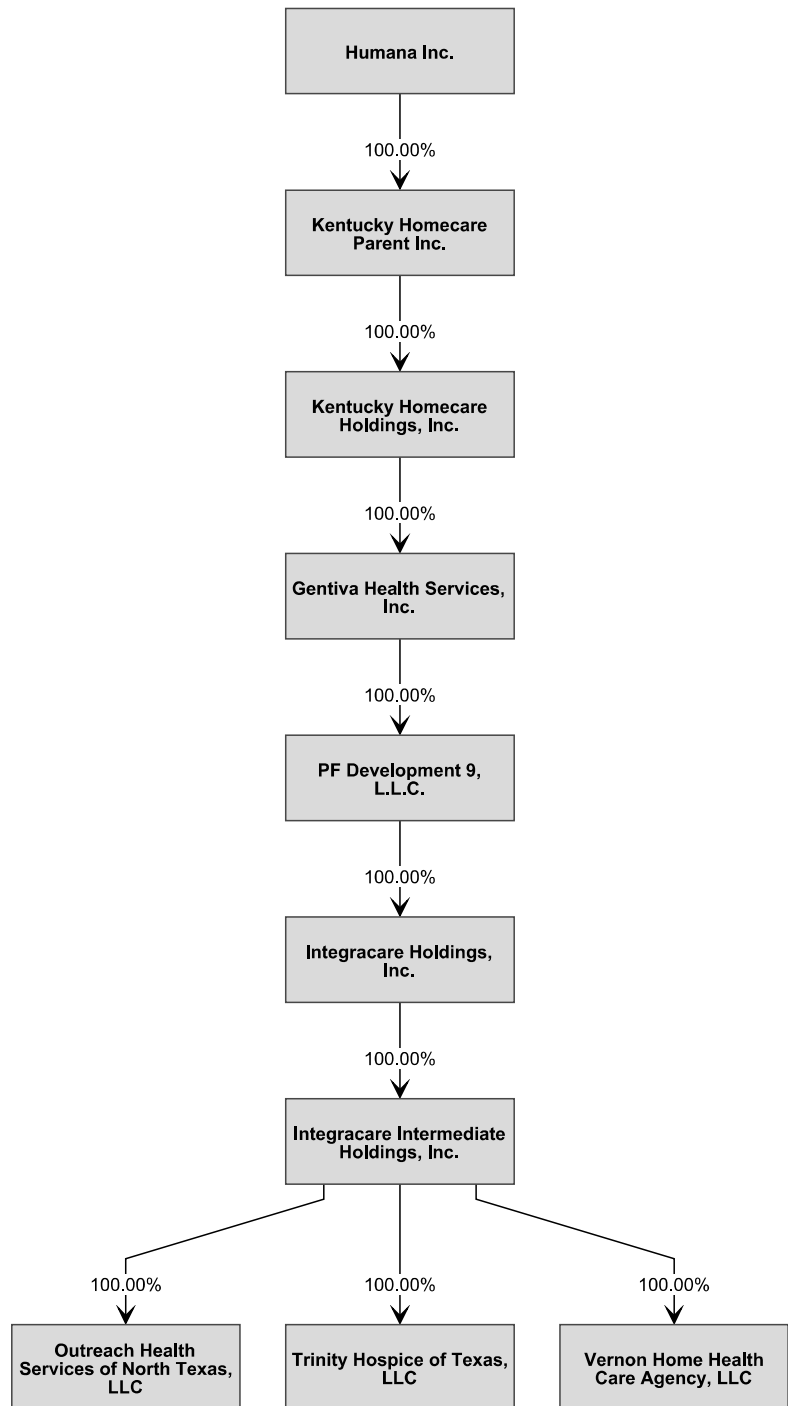 Humana Inc.
100.00%
Kentucky Homecare
Parent Inc.
100.00%
Kentucky Homecare
Holdings, Inc.
100.00%
Gentiva Health Services,
Inc.
100.00%
PF Development 9,
L.L.C.
100.00%
Integracare Holdings,
Inc.
100.00%
Integracare Intermediate
Holdings, Inc.
100.00%
100.00%
100.00%
Outreach Health
Services of North Texas,
LLC
Trinity Hospice of Texas,
LLC
Vernon Home Health
Care Agency, LLC